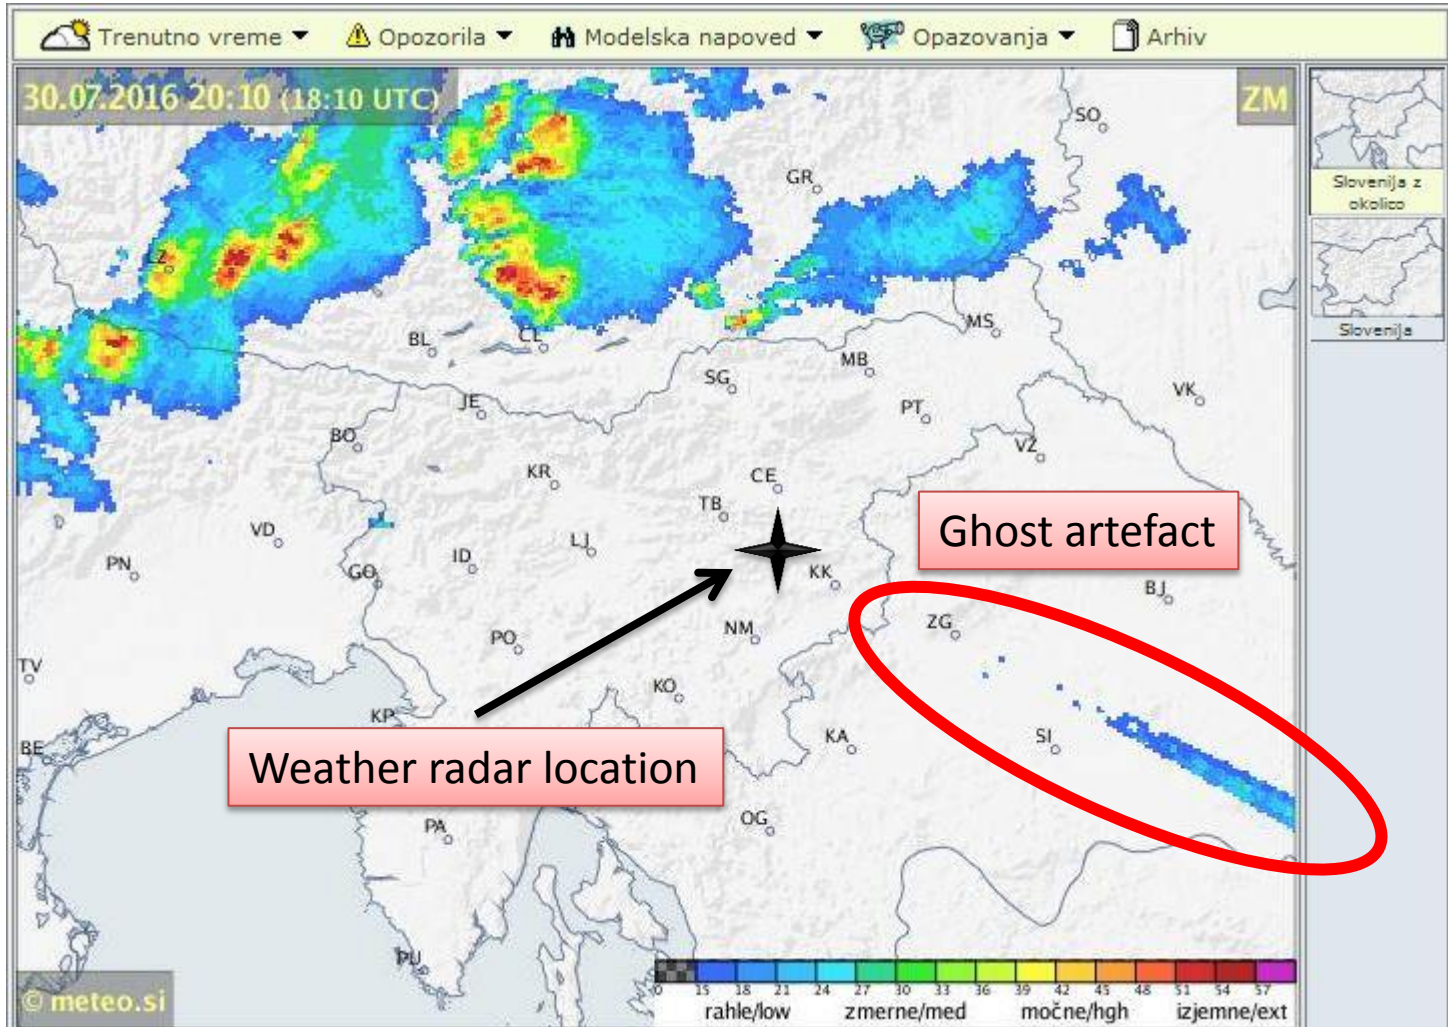 Trenutno vreme Opozorila Modelska napoved Opazovanja Arhiv
30.07.2016 20:10 (18:10 UTC)
ZM
SO
GR
Slovenija z
okolico
LZ
Slovenija
MS
BL
CL
MB
SG
VK
JE
PT
BO
VŽ
KR
CE
TB
Ghost artefact
VD
LJ
ID
PN
GO
KK
BJ
ZG
NM
PO
TV
KO
KP
KA
SI
BE
Weather radar location
OG
PA
PU
0 15 18 21 24 27 30 33 36 39 42 45 48 51 54 57
rahle/low zmerne/med močne/hgh izjemne/ext
© meteo.si